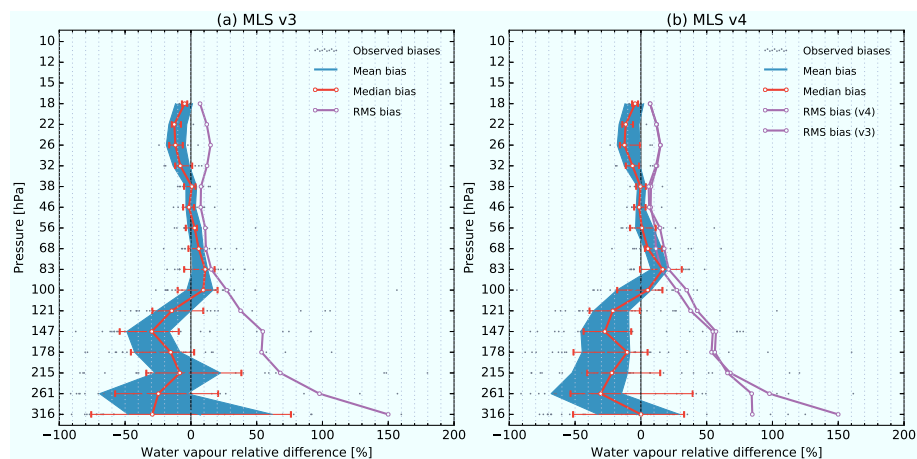 (a) MLS v3
(b) MLS v4
Pressure [hPa]
10
12
15
18
22
26
32
38
46
56
68
83
100
121
147
178
215
261
316
Observed biases
Mean bias
Median bias
RMS bias
−100 −50 0 50 100 150 200
Water vapour relative difference [%]
Pressure [hPa]
10
12
15
18
22
26
32
38
46
56
68
83
100
121
147
178
215
261
316
Observed biases
Mean bias
Median bias
RMS bias (v4)
RMS bias (v3)
−100 −50 0 50 100 150 200
Water vapour relative difference [%]